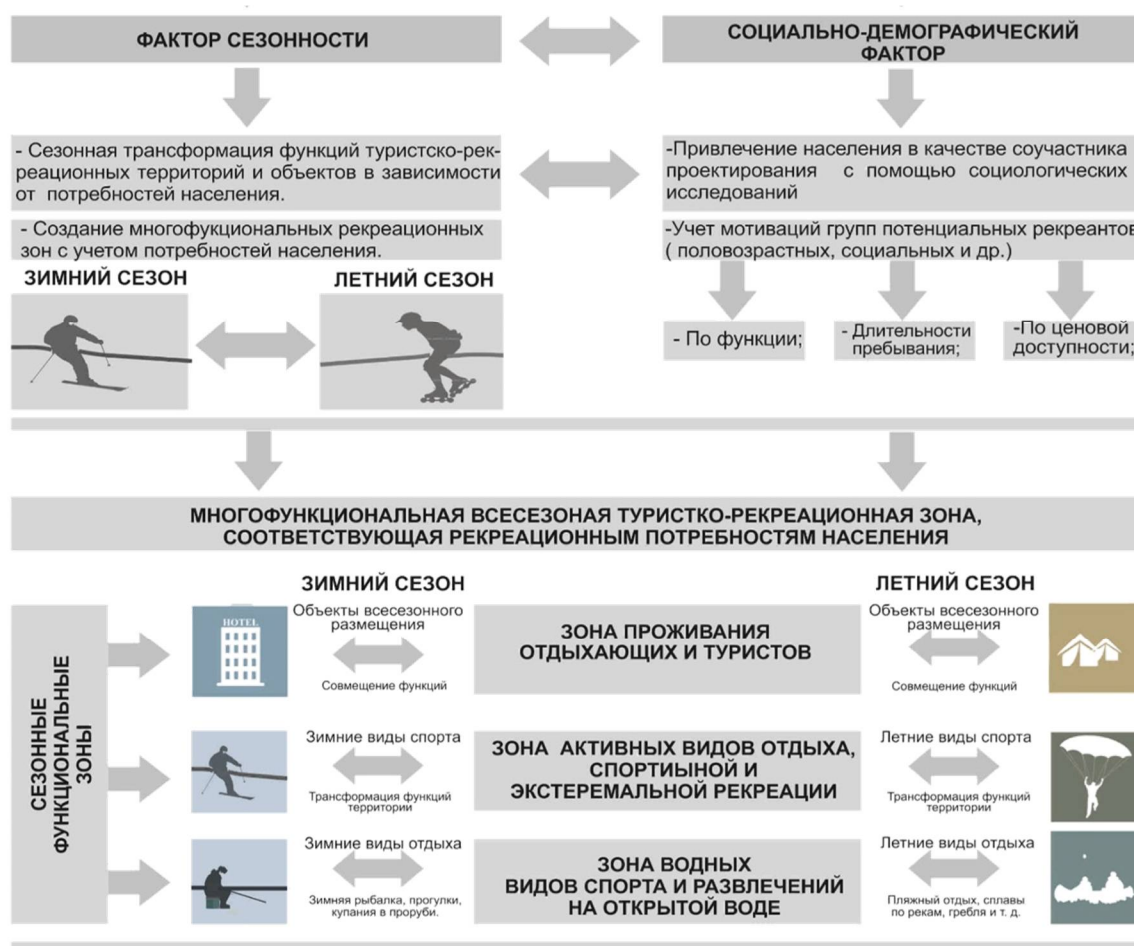 ФАКТОР СЕЗОННОСТИ
СОЦИАЛЬНО-ДЕМОГРАФИЧЕСКИЙ
ФАКТОР
- Сезонная трансформация функций туристско-рек-
реационных территорий и объектов в зависимости
от потребностей населения.
-Привлечение населения в качестве соучастника
проектирования с помощью социологических
исследований
- Создание многофукциональных рекреационных
зон с учетом потребностей населения.
-Учет мотиваций групп потенциальных рекреантов
( половозрастных, социальных и др.)
ЗИМНИЙ СЕЗОН
ЛЕТНИЙ СЕЗОН
- По функции;
- Длительности
пребывания;
-По ценовой
доступности;
МНОГОФУНКЦИОНАЛЬНАЯ ВСЕСЕЗОНАЯ ТУРИСТКО-РЕКРЕАЦИОННАЯ ЗОНА,
СООТВЕТСТВУЮЩАЯ РЕКРЕАЦИОННЫМ ПОТРЕБНОСТЯМ НАСЕЛЕНИЯ
СЕЗОННЫЕ
ФУНКЦИОНАЛЬНЫЕ
ЗОНЫ
ЗИМНИЙ СЕЗОН
ЛЕТНИЙ СЕЗОН
HOTEL
Объекты всесезонного
размещения
Совмещение функций
ЗОНА ПРОЖИВАНИЯ
ОТДЫХАЮЩИХ И ТУРИСТОВ
Объекты всесезонного
размещения
Совмещение функций
Зимние виды спорта
Трансформация функций
территории
ЗОНА АКТИВНЫХ ВИДОВ ОТДЫХА,
СПОРТИЫНОЙ И
ЭКСТЕРЕМАЛЬНОЙ РЕКРЕАЦИИ
Летние виды спорта
Трансформация функций
территории
Зимние виды отдыха
Зимняя рыбалка, прогулки,
купания в проруби.
ЗОНА ВОДНЫХ
ВИДОВ СПОРТА И РАЗВЛЕЧЕНИЙ
НА ОТКРЫТОЙ ВОДЕ
Летние виды отдыха
Пляжный отдых, сплавы
по рекам, гребля и т. д.